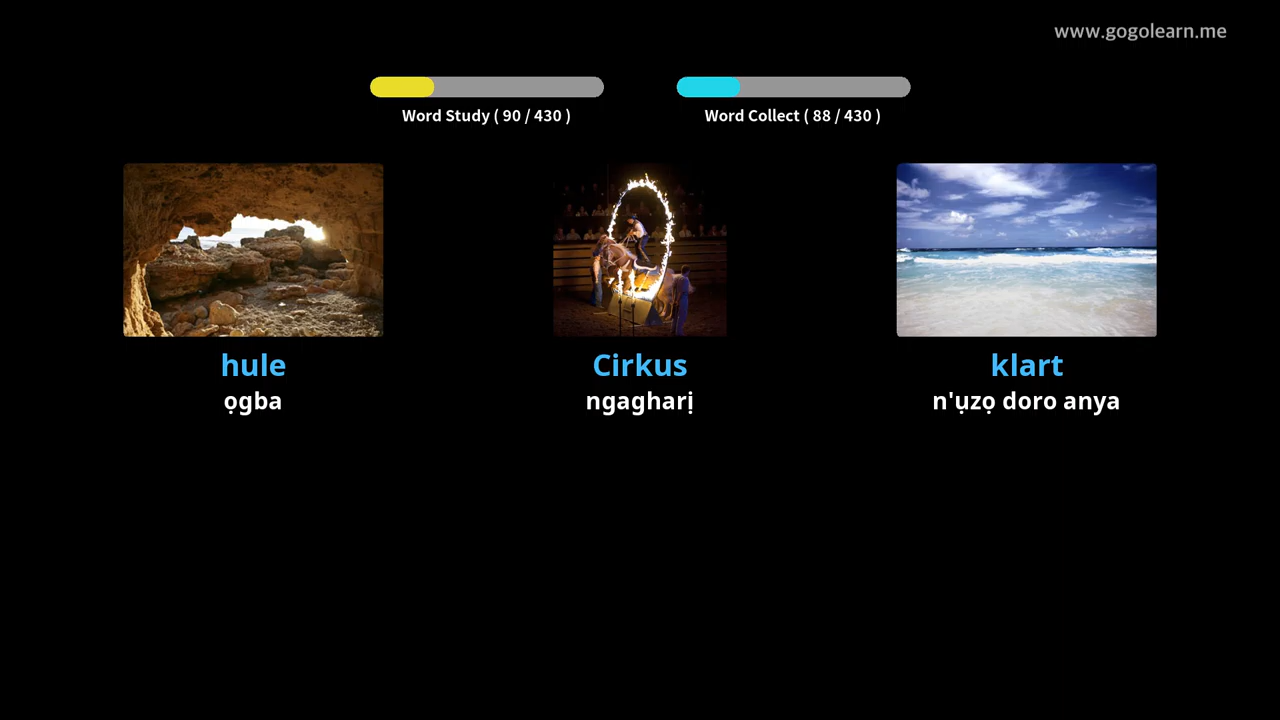 www.gogolearn.me
Word Study ( 90 / 430 )
Word Collect ( 88 / 430 )
hule
Cirkus
klart
ọgba
ngagharị
n'ụzọ doro anya